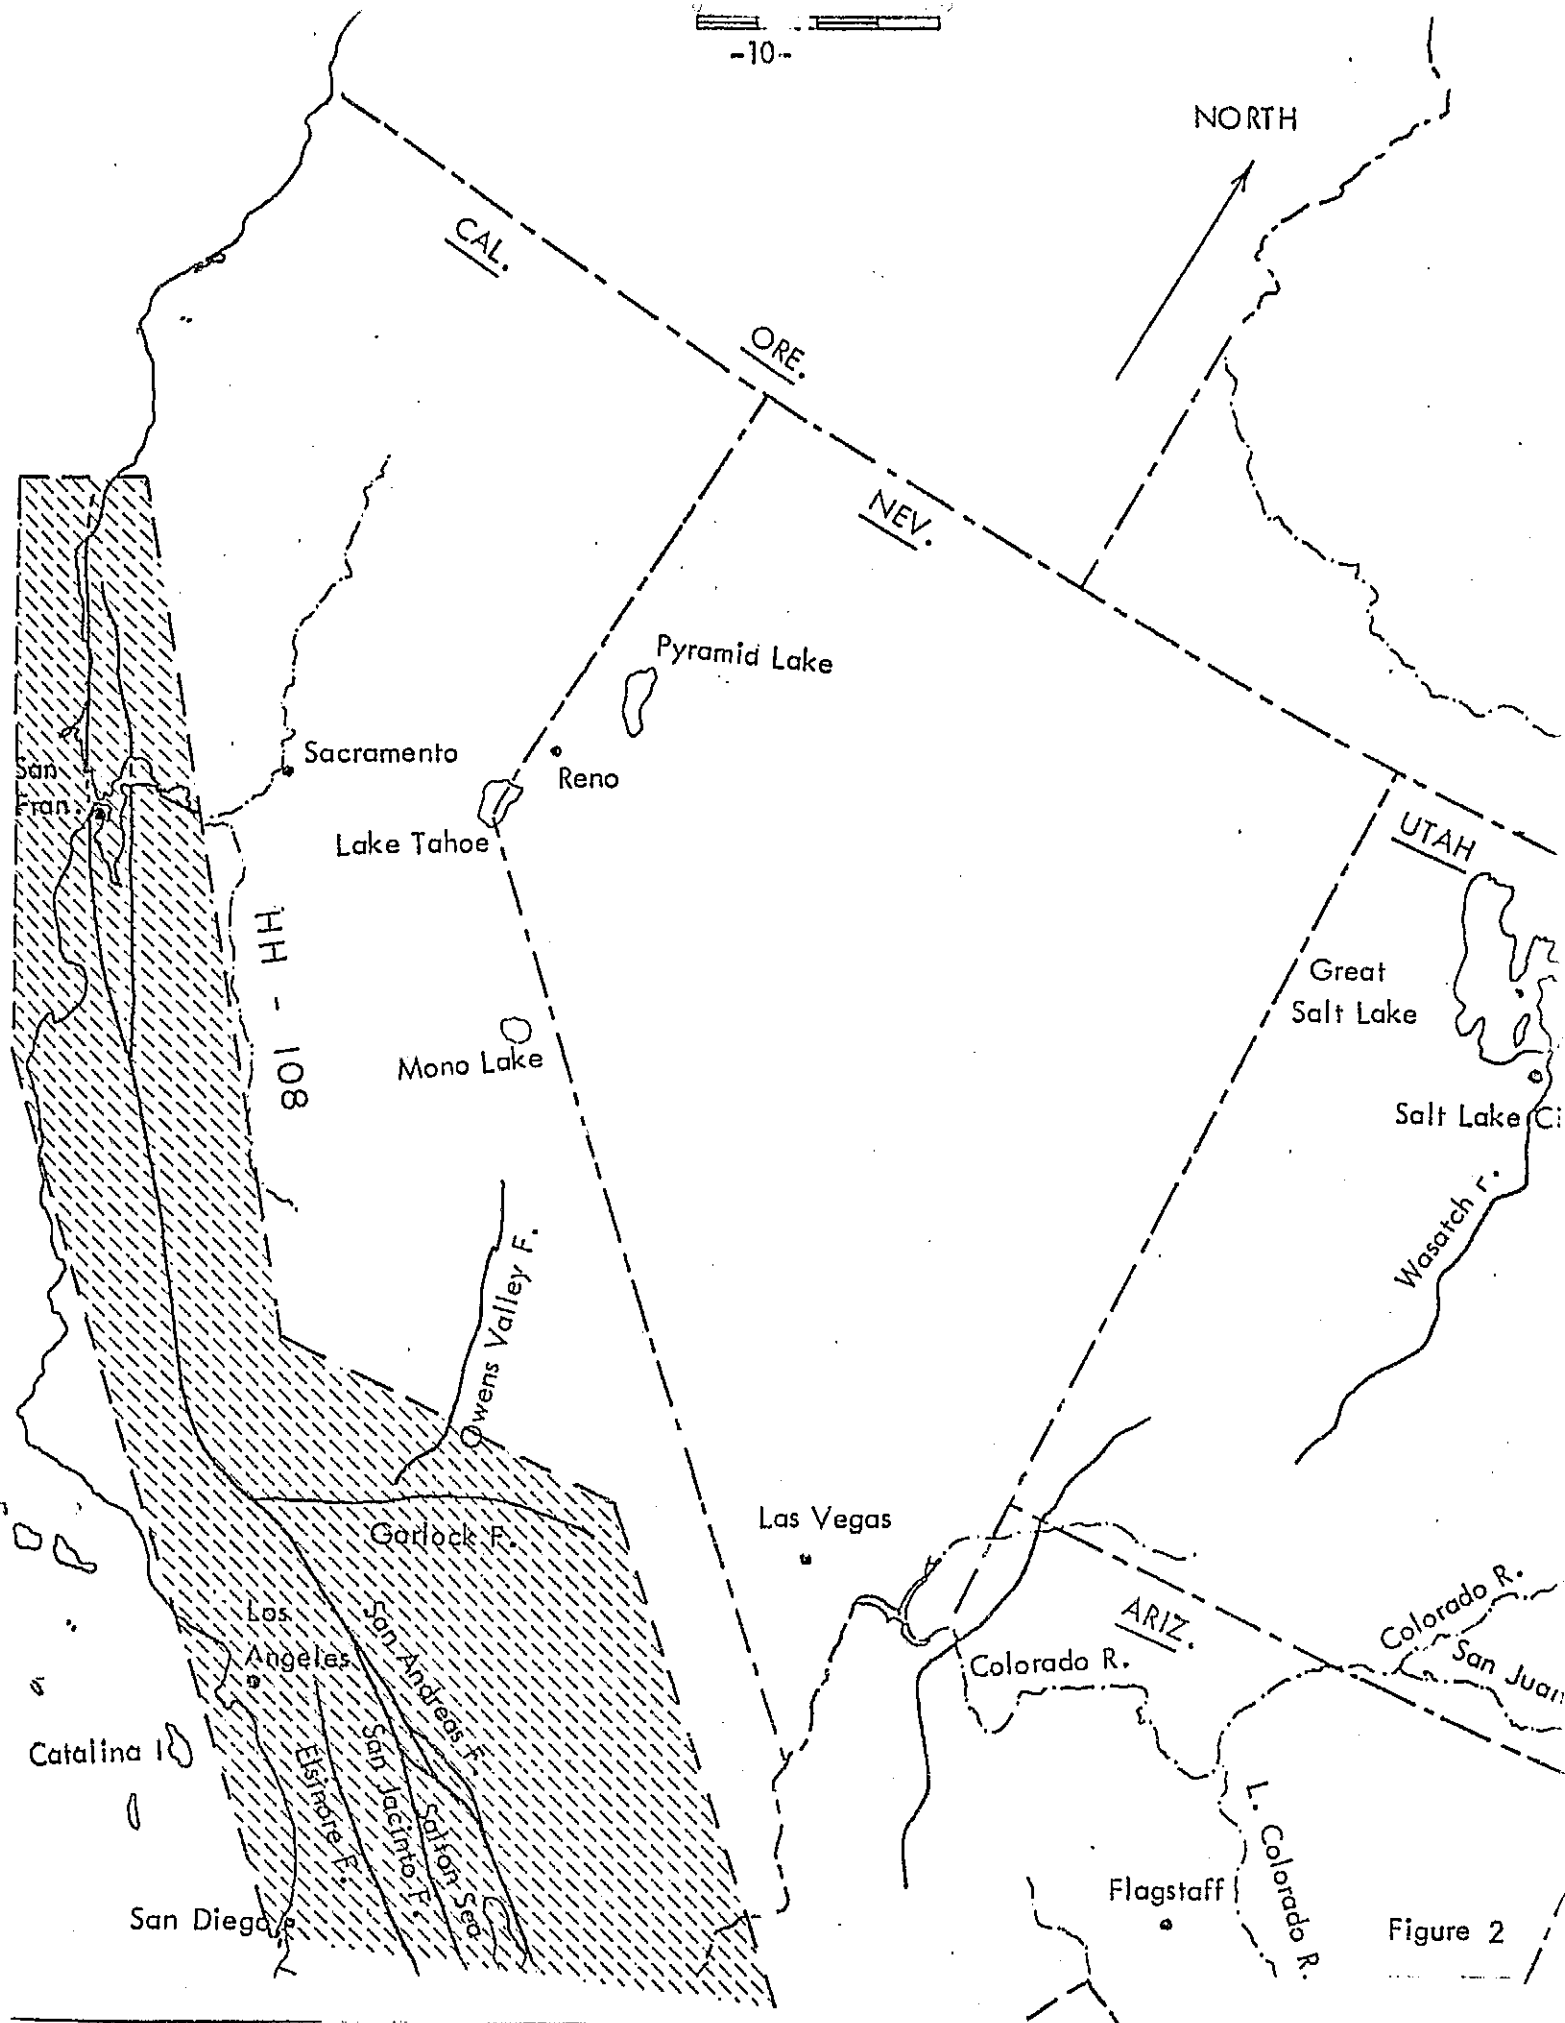 -10-
NORTH
CAL.
ORE.
NEV.
Pyramid Lake
Sacramento
Reno
San
Fran.
Lake Tahoe
UTAH
HH - 108
Great
Salt Lake
Mono Lake
Salt Lake Ci
Wasatch r.
Owens Valley F.
Las Vegas
Garlock F.
Los
Angeles
San Andreas F.
ARIZ.
Colorado R.
San Juan
Colorado R.
Catalina I
Elsinore F.
San Jacinto F.
Salton Sea
L. Colorado R.
Flagstaff
San Diego
Figure 2